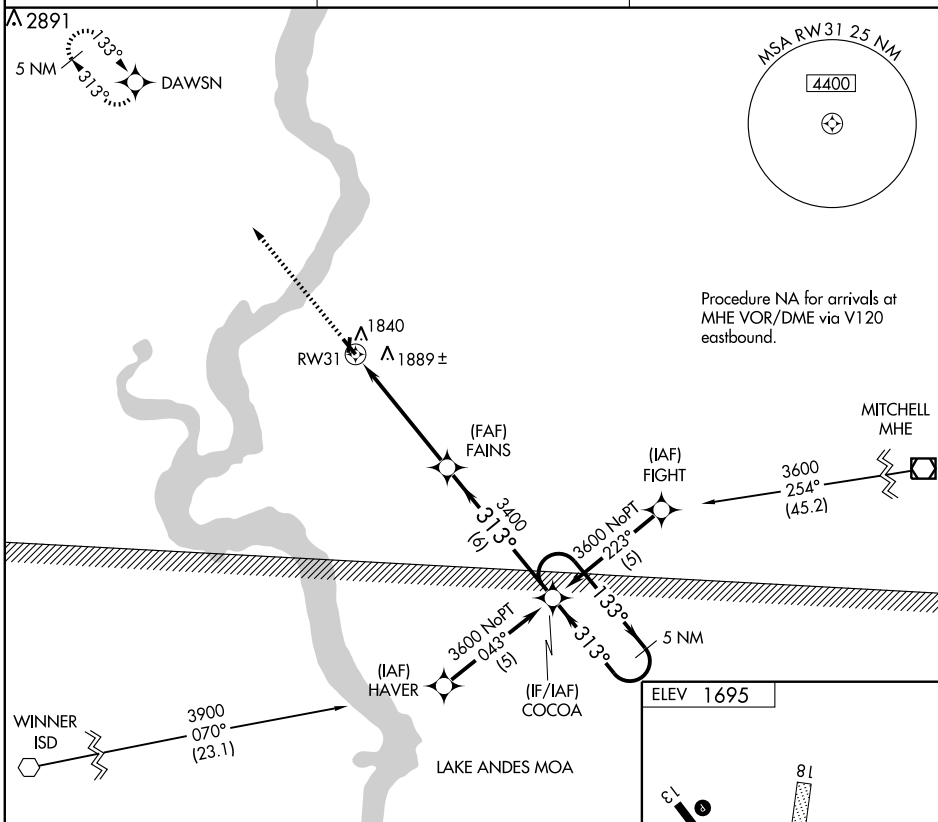 2891
133°
5 NM
313°
DAWSN
MSA RW31 25 NM
4400
Procedure NA for arrivals at
MHE VOR/DME via V120
eastbound.
1840
RW31
1889 ±
MITCHELL
MHE
(FAF)
FAINS
(IAF)
FIGHT
3600
254°
(45.2)
3400
313°
(6)
3600 NoPT
223°
(5)
133°
313°
5 NM
3600 NoPT
043°
(5)
(IAF)
HAVER
(IF/IAF)
COCOA
WINNER
ISD
3900
070°
(23.1)
LAKE ANDES MOA
ELEV 1695
18
13
P